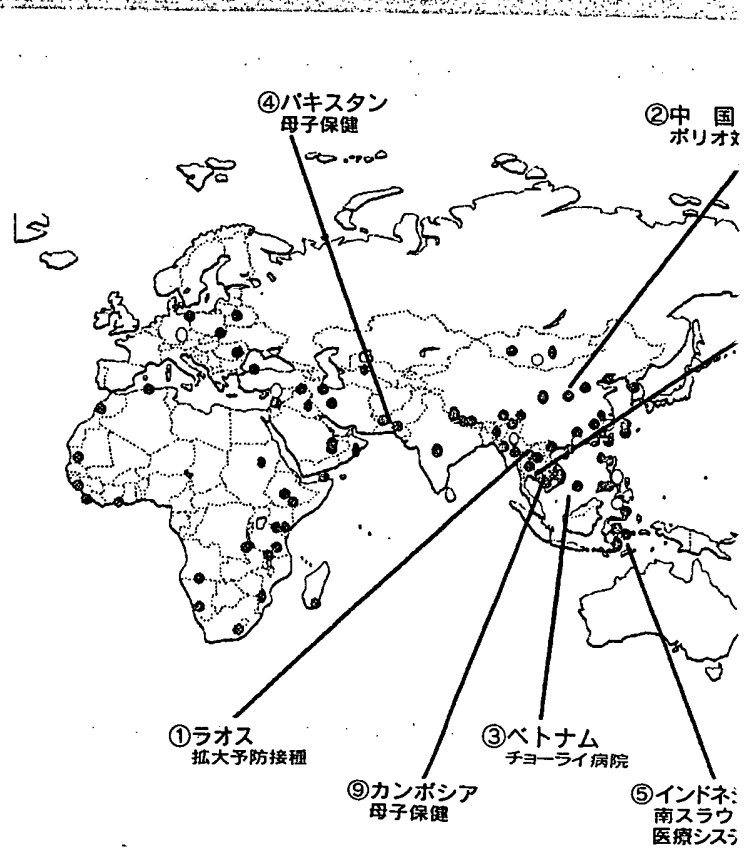 ④パキスタン
母子保健
②中 国
ポリオ対
①ラオス
拡大予防接種
③ベトナム
チョーライ病院
⑨カンボシア
母子保健
⑤インドネ
南スラウ
医療システ